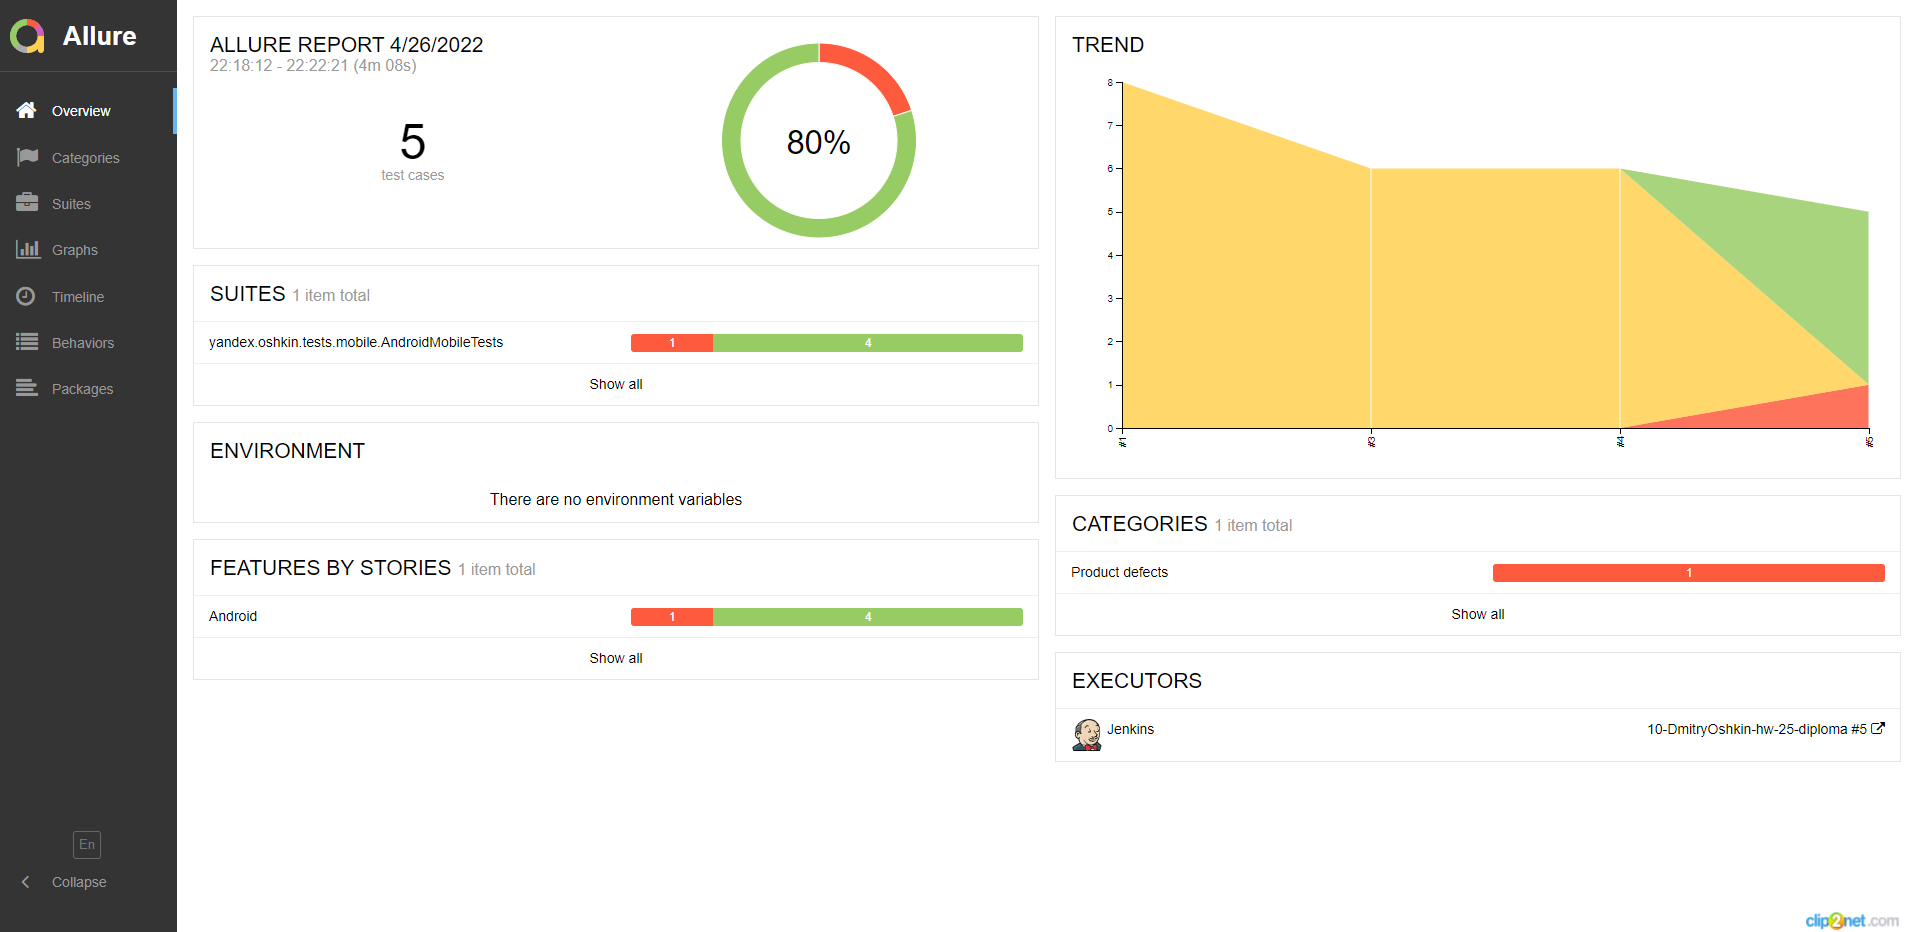 Allure
Overview
Categories
Suites
Graphs
Timeline
Behaviors
Packages
En
Collapse
ALLURE REPORT 4/26/2022
22:18:12 - 22:22:21 (4m 08s)
5
test cases
80%
SUITES 1 item total
yandex.oshkin.tests.mobile.AndroidMobileTests 1 4
Show all
ENVIRONMENT
There are no environment variables
FEATURES BY STORIES 1 item total
Android 1 4
Show all
TREND
8
7
6
5
4
3
2
1
0
#1 #3 #4 #5
CATEGORIES 1 item total
Product defects 1
Show all
EXECUTORS
Jenkins 10-DmitryOshkin-hw-25-diploma #5
clip2net.com